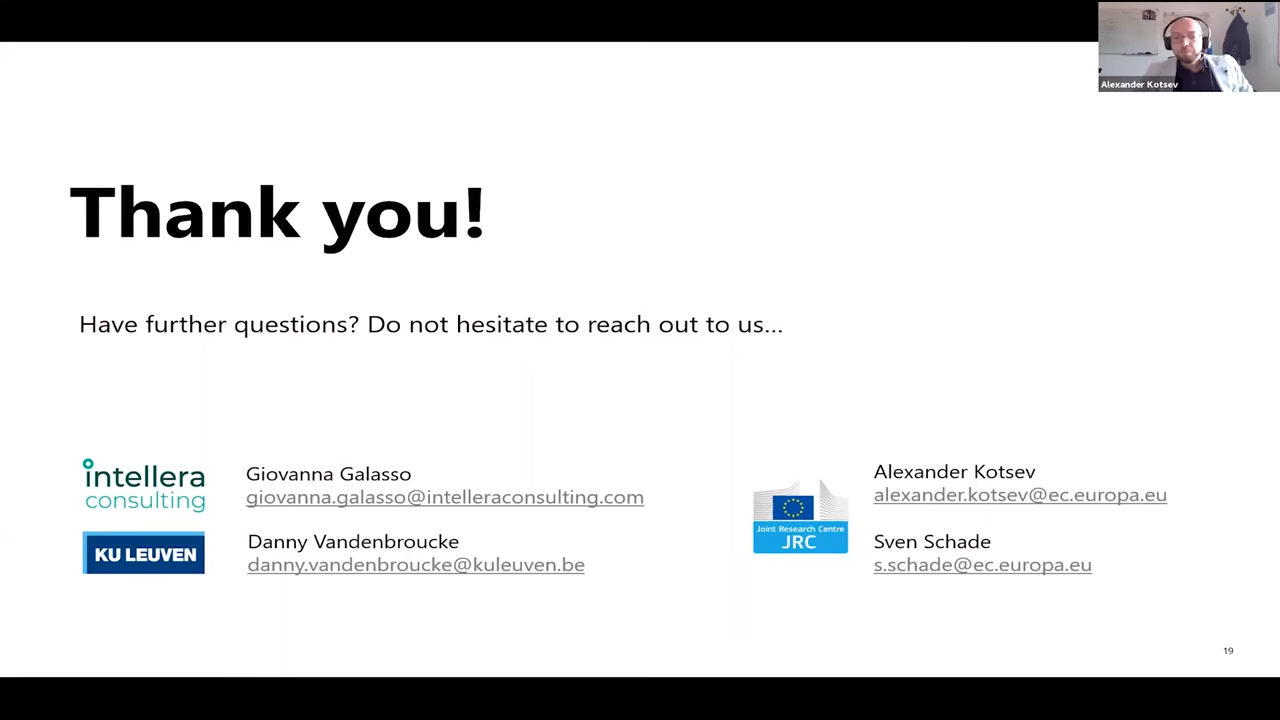 Alexander Kotsev
Thank you!
Have further questions? Do not hesitate to reach out to us...
intellera
consulting
Giovanna Galasso
giovanna.galasso@intelleraconsulting.com
KU LEUVEN
Danny Vandenbroucke
danny.vandenbroucke@kuleuven.be
Joint Research Centre
JRC
Alexander Kotsev
alexander.kotsev@ec.europa.eu
Sven Schade
s.schade@ec.europa.eu
19